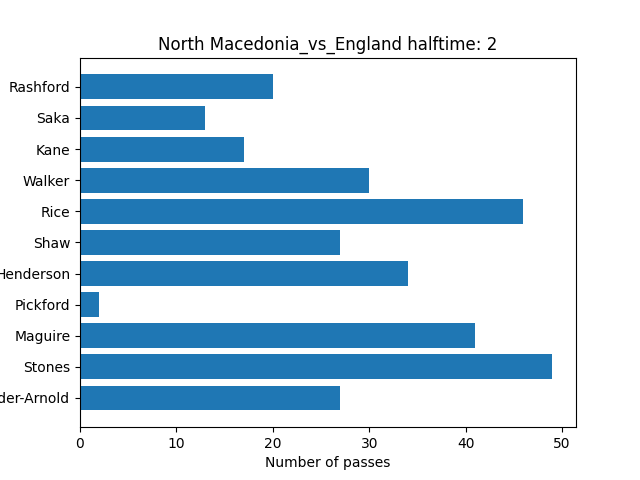 North Macedonia_vs_England halftime: 2
Rashford
Saka
Kane
Walker
Rice
Shaw
Henderson
Pickford
Maguire
Stones
der-Arnold
0 10 20 30 40 50
Number of passes